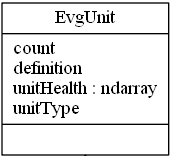 EvgUnit
count
definition
unitHealth : ndarray
unitType